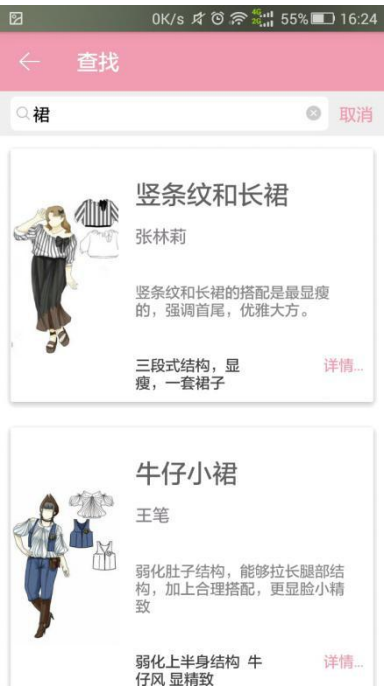 0K/s 4G 2G 55% 16:24
查找
裙 取消
竖条纹和长裙
张林莉
竖条纹和长裙的搭配是最显瘦
的，强调首尾，优雅大方。
三段式结构，显
瘦，一套裙子
详情...
牛仔小裙
王笔
弱化肚子结构，能够拉长腿部结
构，加上合理搭配，更显脸小精
致
弱化上半身结构 牛
仔风 显精致
详情...